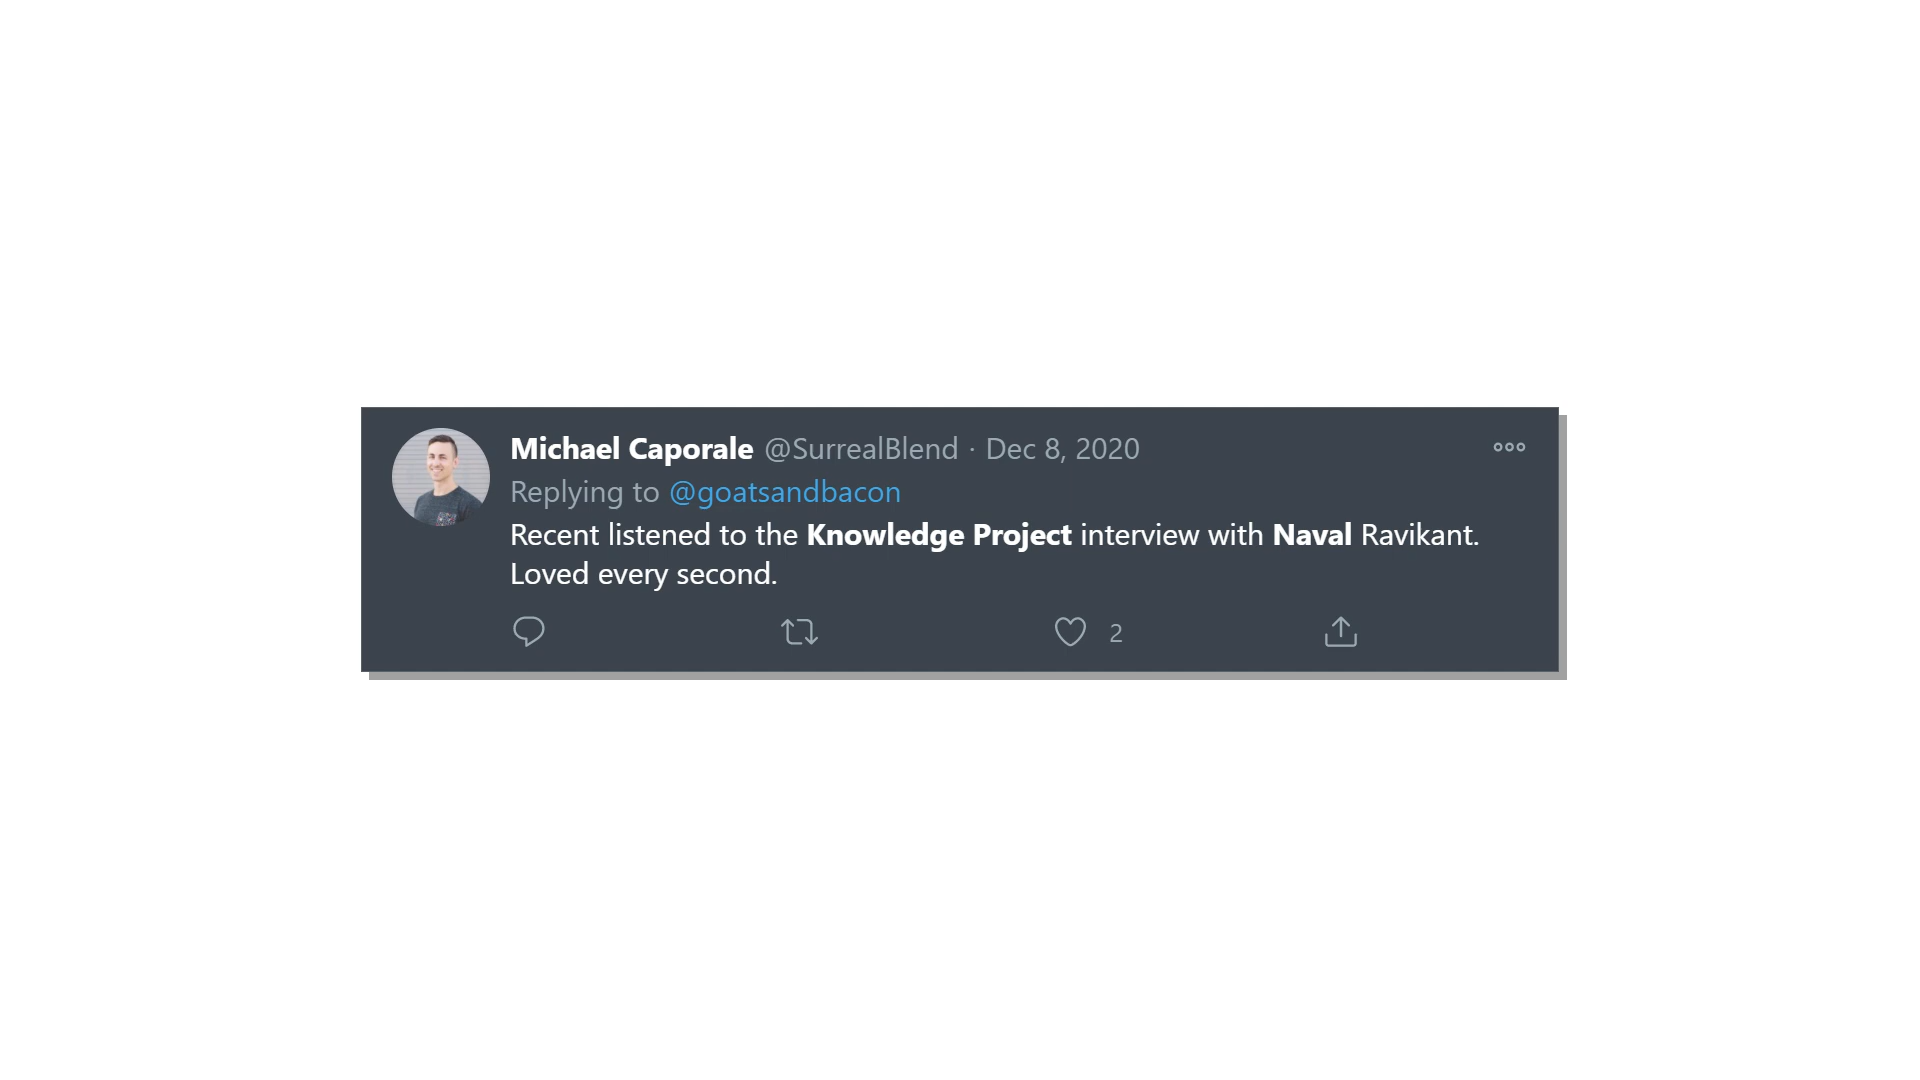 Michael Caporale @SurrealBlend · Dec 8, 2020
Replying to @goatsandbacon
Recent listened to the Knowledge Project interview with Naval Ravikant.
Loved every second.
2